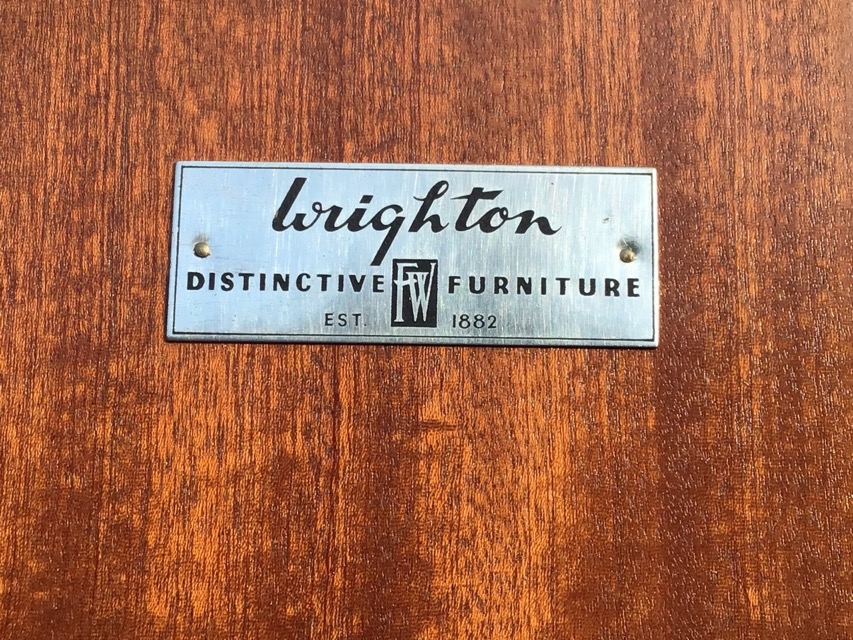 Wrighton
DISTINCTIVE FW FURNITURE
EST. 1882